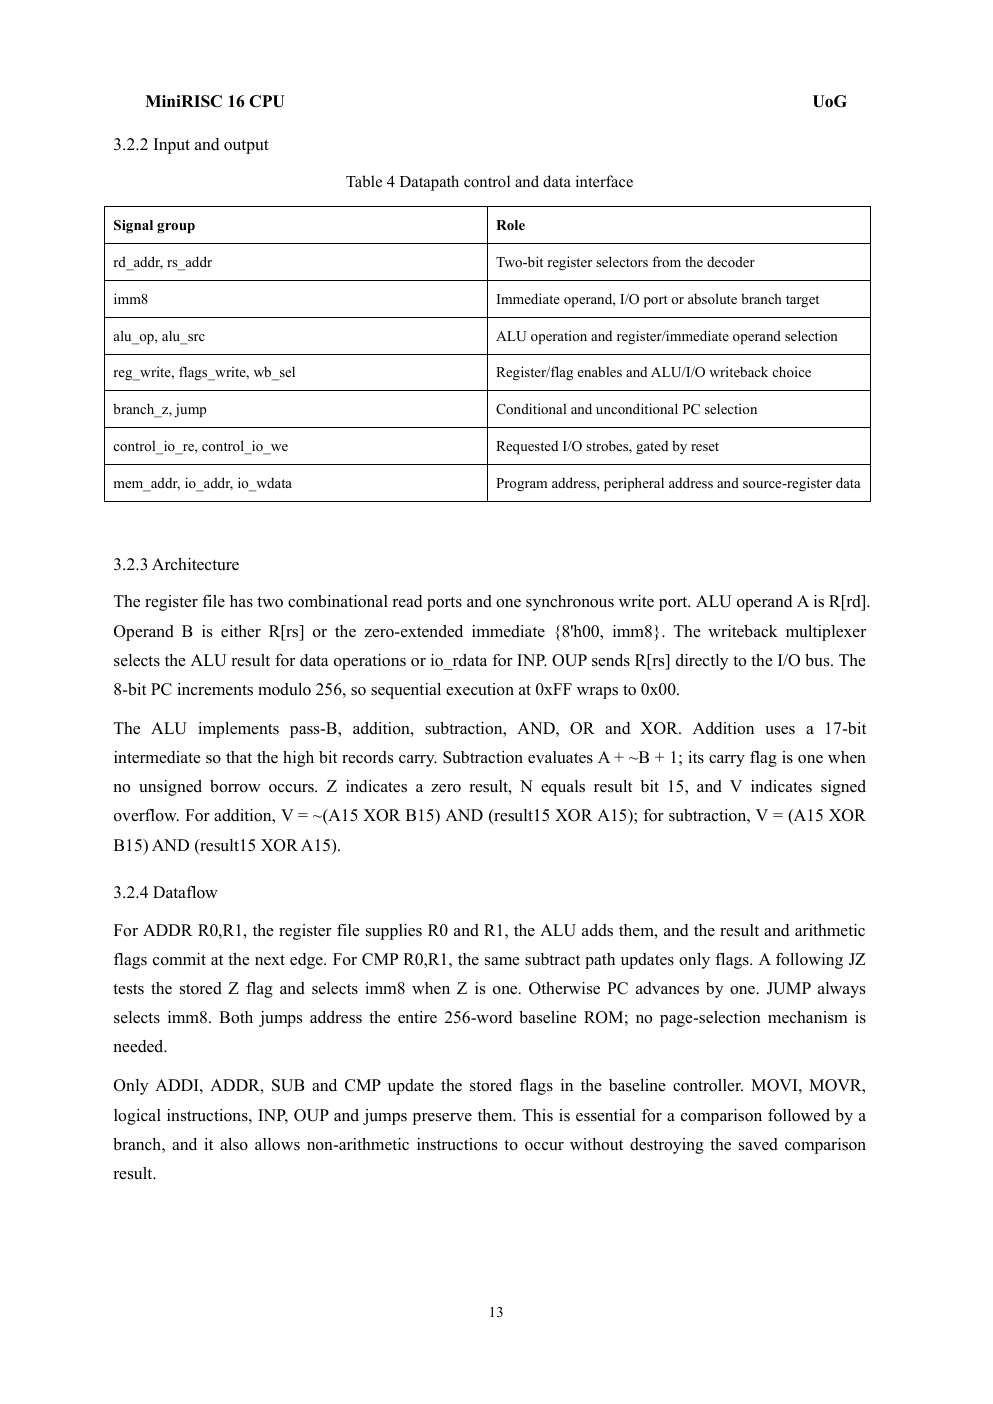 MiniRISC 16 CPU UoG
3.2.2 Input and output
Table 4 Datapath control and data interface
Signal group Role
rd_addr, rs_addr Two-bit register selectors from the decoder
imm8 Immediate operand, I/O port or absolute branch target
alu_op, alu_src ALU operation and register/immediate operand selection
reg_write, flags_write, wb_sel Register/flag enables and ALU/I/O writeback choice
branch_z, jump Conditional and unconditional PC selection
control_io_re, control_io_we Requested I/O strobes, gated by reset
mem_addr, io_addr, io_wdata Program address, peripheral address and source-register data
3.2.3 Architecture
The register file has two combinational read ports and one synchronous write port. ALU operand A is R[rd].
Operand B is either R[rs] or the zero-extended immediate {8'h00, imm8}. The writeback multiplexer
selects the ALU result for data operations or io_rdata for INP. OUP sends R[rs] directly to the I/O bus. The
8-bit PC increments modulo 256, so sequential execution at 0xFF wraps to 0x00.
The ALU implements pass-B, addition, subtraction, AND, OR and XOR. Addition uses a 17-bit
intermediate so that the high bit records carry. Subtraction evaluates A + ~B + 1; its carry flag is one when
no unsigned borrow occurs. Z indicates a zero result, N equals result bit 15, and V indicates signed
overflow. For addition, V = ~(A15 XOR B15) AND (result15 XOR A15); for subtraction, V = (A15 XOR
B15) AND (result15 XOR A15).
3.2.4 Dataflow
For ADDR R0,R1, the register file supplies R0 and R1, the ALU adds them, and the result and arithmetic
flags commit at the next edge. For CMP R0,R1, the same subtract path updates only flags. A following JZ
tests the stored Z flag and selects imm8 when Z is one. Otherwise PC advances by one. JUMP always
selects imm8. Both jumps address the entire 256-word baseline ROM; no page-selection mechanism is
needed.
Only ADDI, ADDR, SUB and CMP update the stored flags in the baseline controller. MOVI, MOVR,
logical instructions, INP, OUP and jumps preserve them. This is essential for a comparison followed by a
branch, and it also allows non-arithmetic instructions to occur without destroying the saved comparison
result.
13